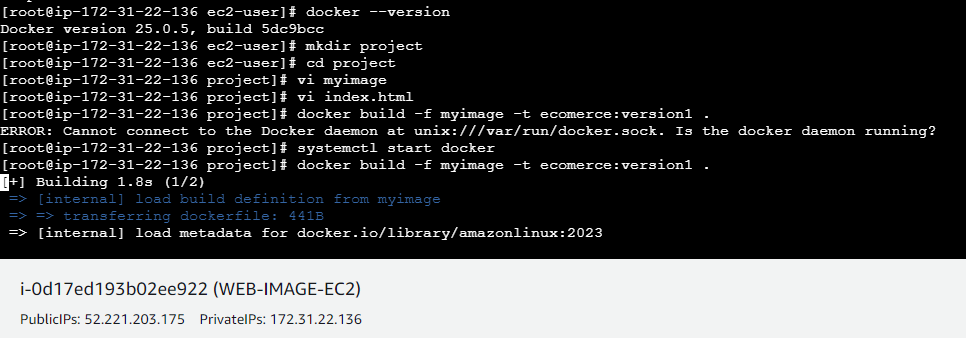 [root@ip-172-31-22-136 ec2-user]# docker --version
Docker version 25.0.5, build 5dc9bcc
[root@ip-172-31-22-136 ec2-user]# mkdir project
[root@ip-172-31-22-136 ec2-user]# cd project
[root@ip-172-31-22-136 project]# vi myimage
[root@ip-172-31-22-136 project]# vi index.html
[root@ip-172-31-22-136 project]# docker build -f myimage -t ecomerce:version1 .
ERROR: Cannot connect to the Docker daemon at unix:///var/run/docker.sock. Is the docker daemon running?
[root@ip-172-31-22-136 project]# systemctl start docker
[root@ip-172-31-22-136 project]# docker build -f myimage -t ecomerce:version1 .
[+] Building 1.8s (1/2)
=> [internal] load build definition from myimage
=> => transferring dockerfile: 441B
=> [internal] load metadata for docker.io/library/amazonlinux:2023
i-0d17ed193b02ee922 (WEB-IMAGE-EC2)
PublicIPs: 52.221.203.175 PrivateIPs: 172.31.22.136